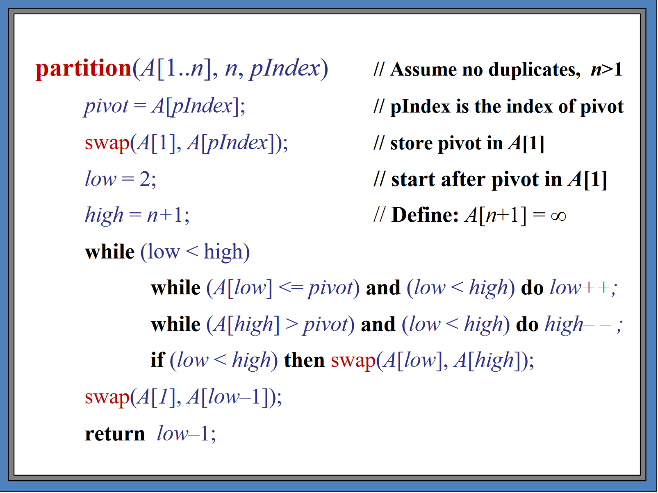 partition(A[1..n], n, pIndex) // Assume no duplicates, n>1
pivot = A[pIndex]; // pIndex is the index of pivot
swap(A[1], A[pIndex]); // store pivot in A[1]
low = 2; // start after pivot in A[1]
high = n+1; // Define: A[n+1] = ∞
while (low < high)
while (A[low] <= pivot) and (low < high) do low++;
while (A[high] > pivot) and (low < high) do high– – ;
if (low < high) then swap(A[low], A[high]);
swap(A[1], A[low–1]);
return low–1;